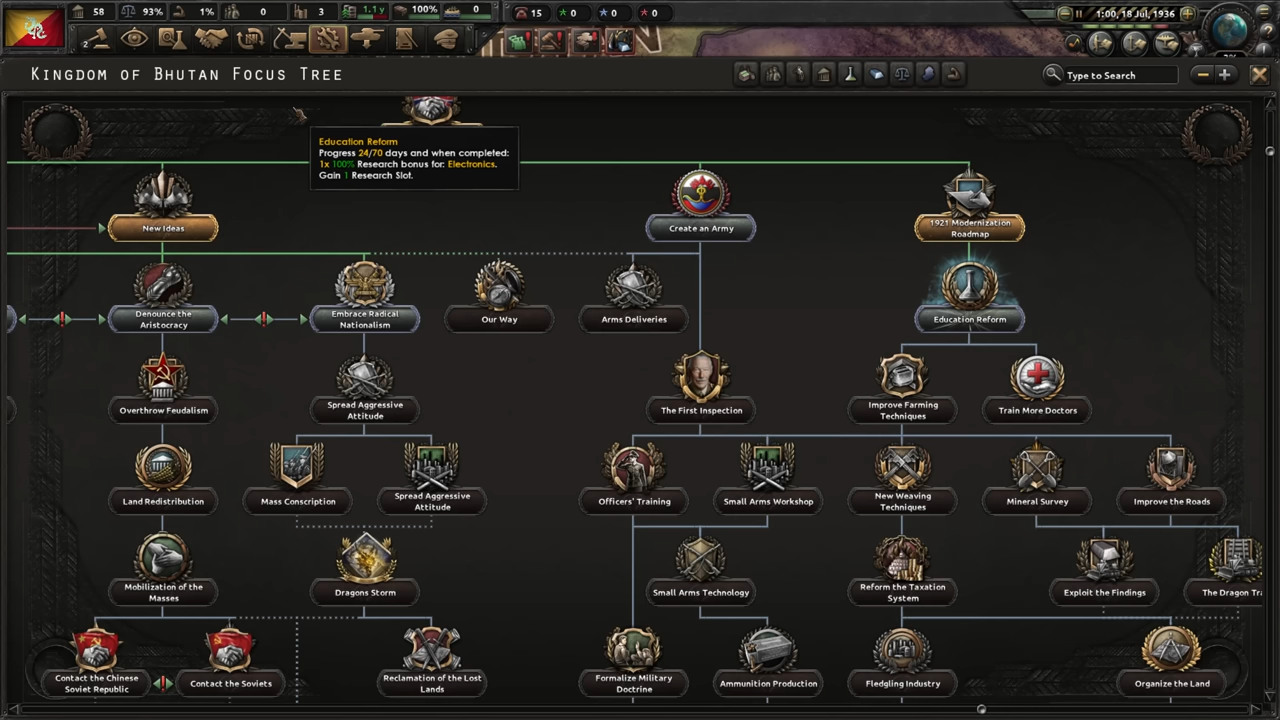 58
93%
1%
0
3
1.1 y
100%
0
15
0
0
0
1:00, 18 Jul, 1936
Kingdom of Bhutan Focus Tree
Type to Search
Education Reform
Progress 24/70 days and when completed:
1x 100% Research bonus for: Electronics.
Gain 1 Research Slot.
New Ideas
Create an Army
1921 Modernization
Roadmap
Denounce the
Aristocracy
Embrace Radical
Nationalism
Our Way
Arms Deliveries
Education Reform
Overthrow Feudalism
Spread Aggressive
Attitude
The First Inspection
Improve Farming
Techniques
Train More Doctors
Land Redistribution
Mass Conscription
Spread Aggressive
Attitude
Officers' Training
Small Arms Workshop
New Weaving
Techniques
Mineral Survey
Improve the Roads
Mobilization of the
Masses
Dragons Storm
Small Arms Technology
Reform the Taxation
System
Exploit the Findings
The Dragon Tra
Contact the Chinese
Soviet Republic
Contact the Soviets
Reclamation of the Lost
Lands
Formalize Military
Doctrine
Ammunition Production
Fledgling Industry
Organize the Land